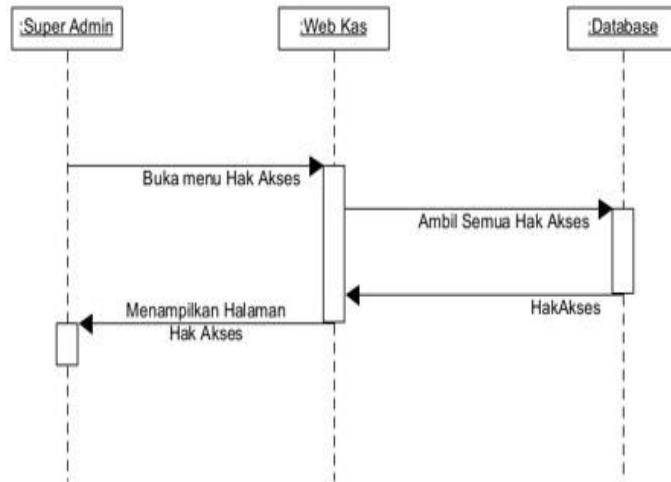 :Super Admin
:Web Kas
:Database
Buka menu Hak Akses
Ambil Semua Hak Akses
HakAkses
Menampilkan Halaman
Hak Akses